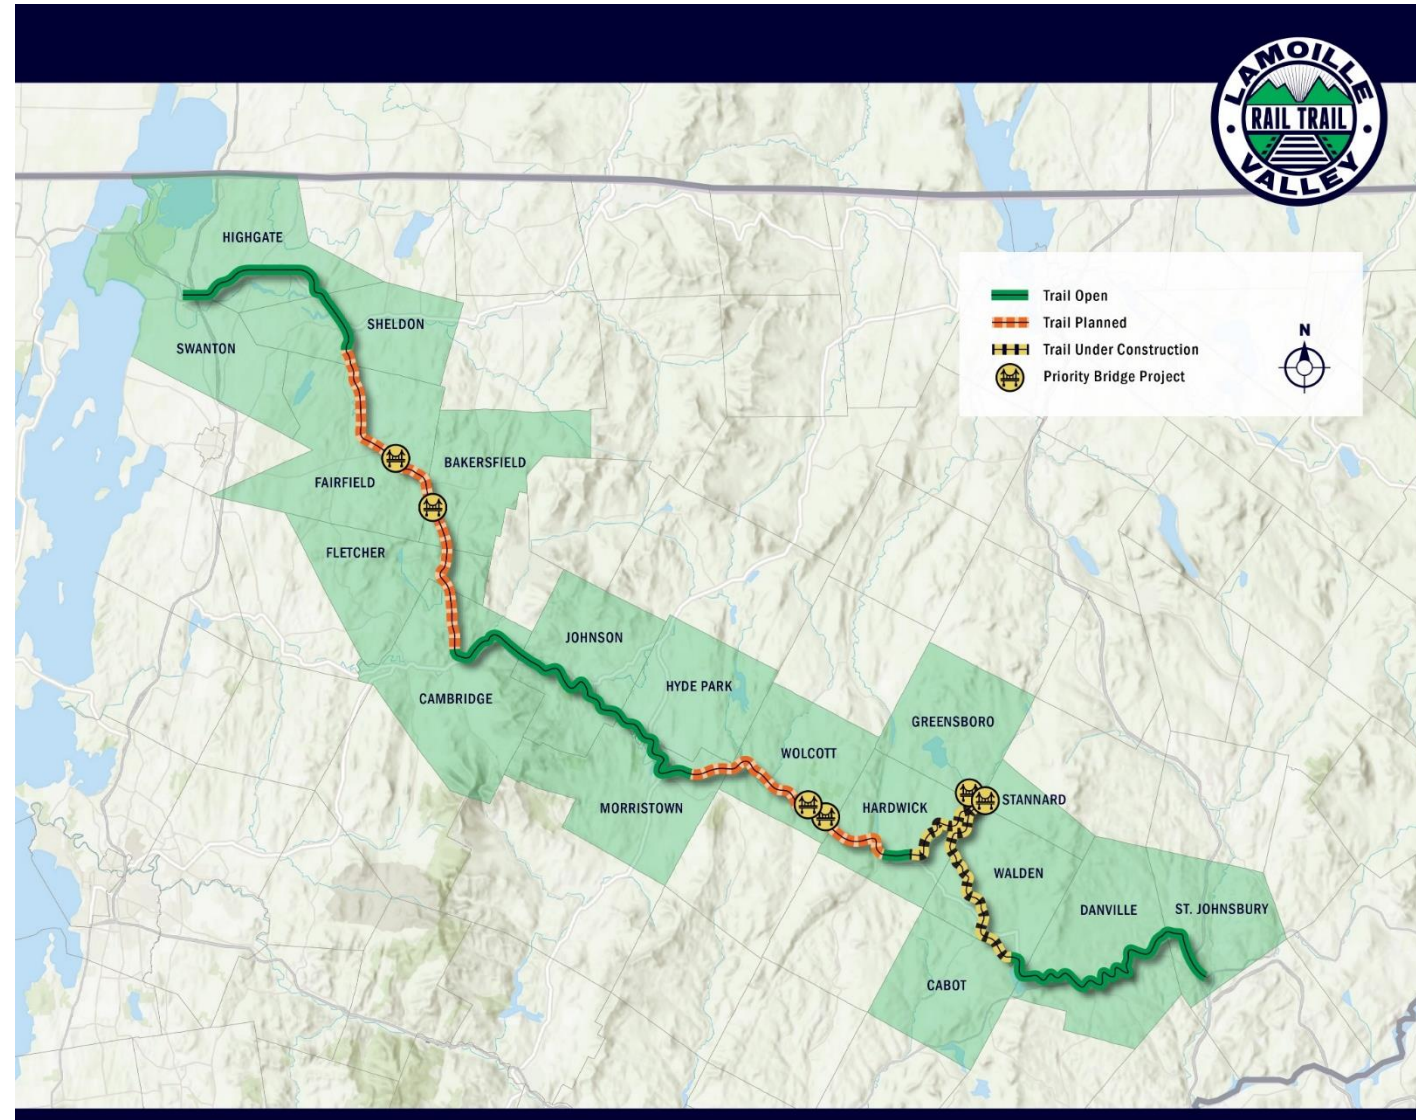 LAMOILLE
RAIL TRAIL
VALLEY
HIGHGATE
SHELDON
SWANTON
Trail Open
Trail Planned
Trail Under Construction
Priority Bridge Project
N
BAKERSFIELD
FAIRFIELD
FLETCHER
JOHNSON
HYDE PARK
CAMBRIDGE
GREENSBORO
WOLCOTT
MORRISTOWN
HARDWICK
STANNARD
WALDEN
DANVILLE
ST. JOHNSBURY
CABOT